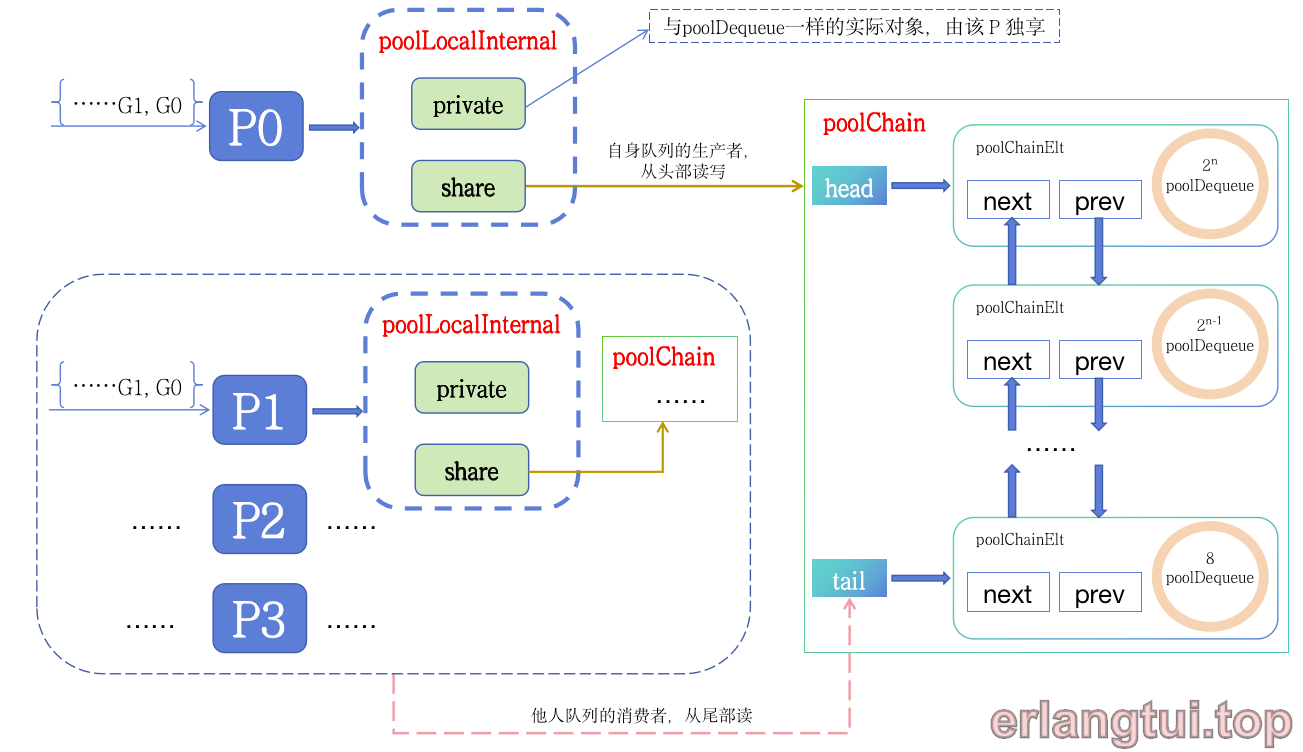 与poolDequeue一样的实际对象，由该 P 独享
poolLocalInternal
private
share
……G1, G0
P0
自身队列的生产者，
从头部读写
poolChain
head
poolChainElt
next
prev
2ⁿ
poolDequeue
poolChainElt
next
prev
2ⁿ⁻¹
poolDequeue
……
tail
poolChainElt
next
prev
8
poolDequeue
poolLocalInternal
private
share
……G1, G0
P1
poolChain
……
……
P2
……
……
P3
……
他人队列的消费者，从尾部读
erlangtui.top